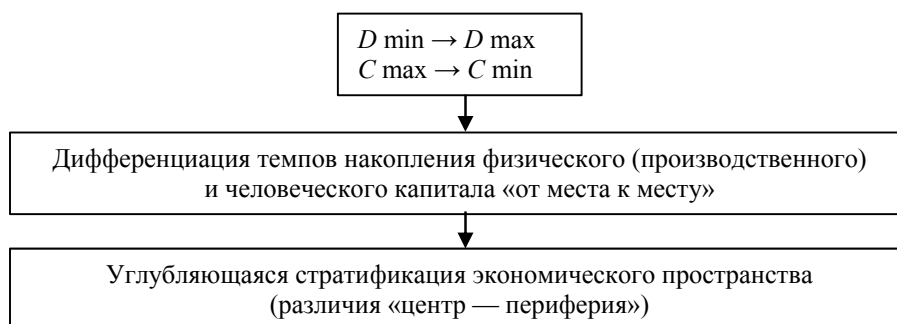 D min → D max
C max → C min
Дифференциация темпов накопления физического (производственного)
и человеческого капитала «от места к месту»
Углубляющаяся стратификация экономического пространства
(различия «центр — периферия»)